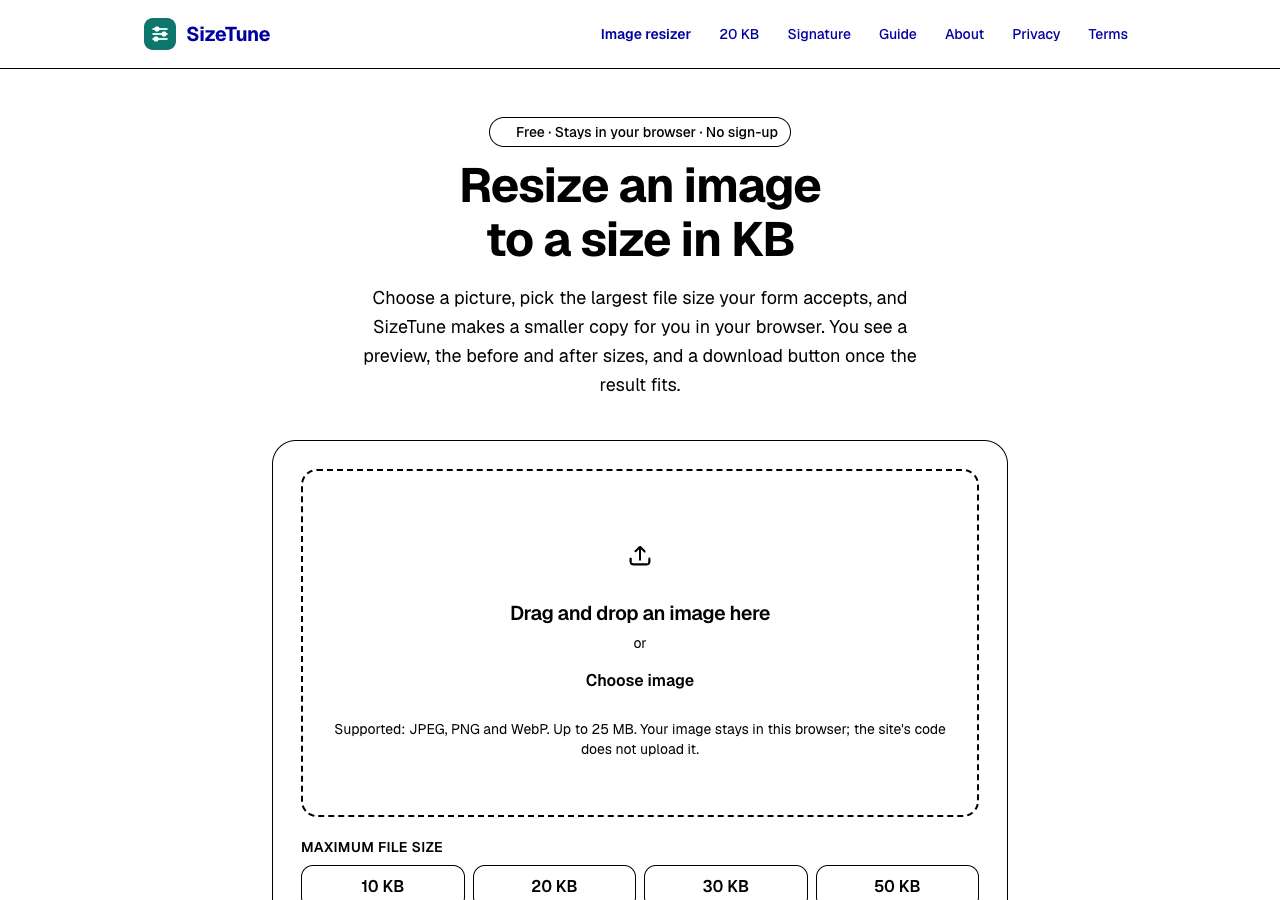 SizeTune
Image resizer
20 KB
Signature
Guide
About
Privacy
Terms
Free · Stays in your browser · No sign-up
Resize an image
to a size in KB
Choose a picture, pick the largest file size your form accepts, and
SizeTune makes a smaller copy for you in your browser. You see a
preview, the before and after sizes, and a download button once the
result fits.
Drag and drop an image here
or
Choose image
Supported: JPEG, PNG and WebP. Up to 25 MB. Your image stays in this browser; the site's code
does not upload it.
MAXIMUM FILE SIZE
10 KB
20 KB
30 KB
50 KB